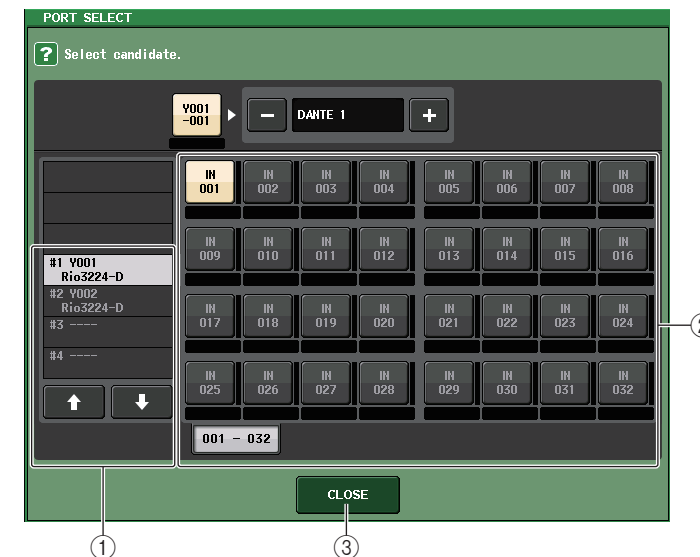 PORT SELECT
? Select candidate.
Y001
-001
− DANTE 1 +
IN 001 IN 002 IN 003 IN 004 IN 005 IN 006 IN 007 IN 008
IN 009 IN 010 IN 011 IN 012 IN 013 IN 014 IN 015 IN 016
#1 Y001
Rio3224-D
#2 Y002
Rio3224-D
#3 ----
#4 ----
IN 017 IN 018 IN 019 IN 020 IN 021 IN 022 IN 023 IN 024
IN 025 IN 026 IN 027 IN 028 IN 029 IN 030 IN 031 IN 032
001 - 032
CLOSE
①
③